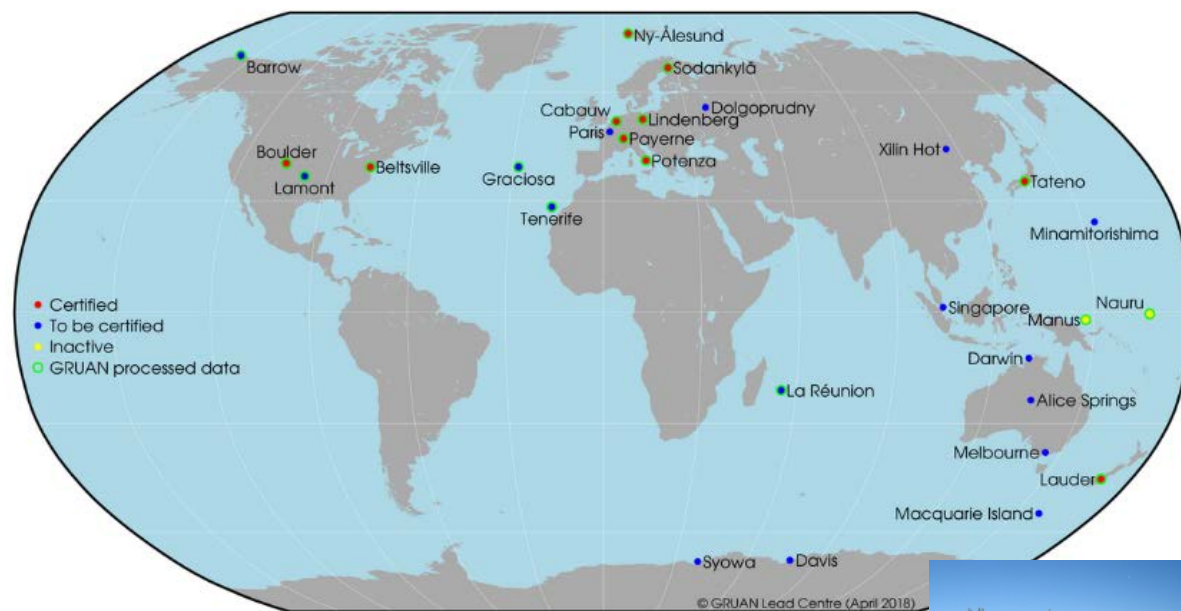 Ny-Ålesund
Barrow
Sodankylä
Cabauw
Dolgoprudny
Lindenberg
Paris
Payerne
Xilin Hot
Boulder
Potenza
Beltsville
Lamont
Graciosa
Tateno
Tenerife
Minamitorishima
Certified
To be certified
Inactive
GRUAN processed data
Singapore
Nauru
Manus
Darwin
La Réunion
Alice Springs
Melbourne
Lauder
Macquarie Island
Syowa
Davis
© GRUAN Lead Centre (April 2018)